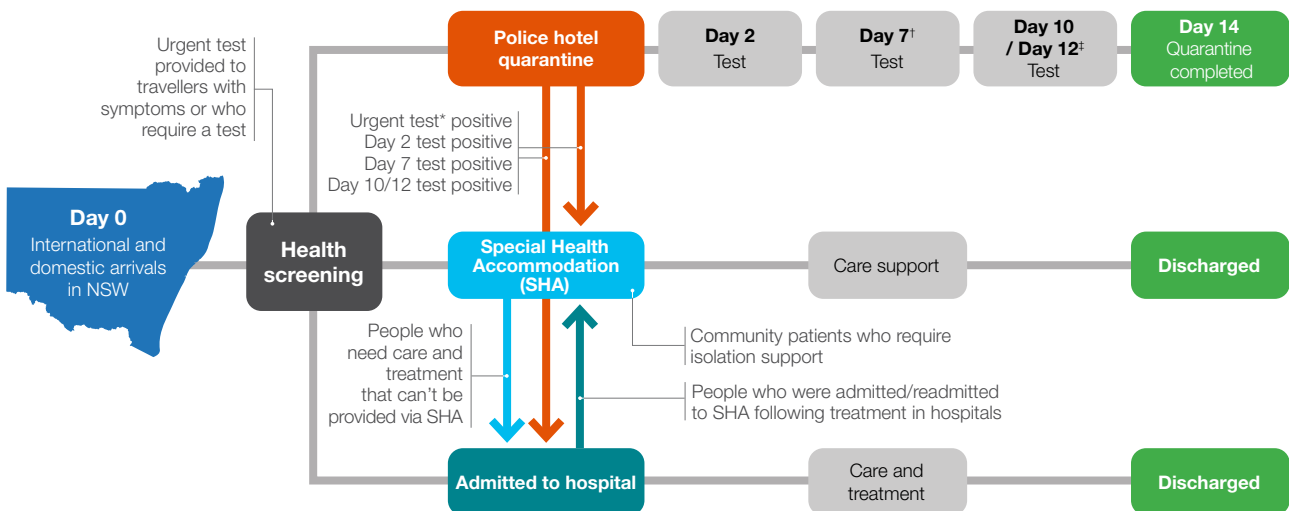 Urgent test
provided to
travellers with
symptoms or who
require a test
Police hotel
quarantine
Day 2
Test
Day 7†
Test
Day 10
/ Day 12‡
Test
Day 14
Quarantine
completed
Urgent test* positive
Day 2 test positive
Day 7 test positive
Day 10/12 test positive
Day 0
International and
domestic arrivals
in NSW
Health
screening
Special Health
Accommodation
(SHA)
Care support
Discharged
People who
need care and
treatment
that can’t be
provided via SHA
Community patients who require
isolation support
People who were admitted/readmitted
to SHA following treatment in hospitals
Admitted to hospital
Care and
treatment
Discharged